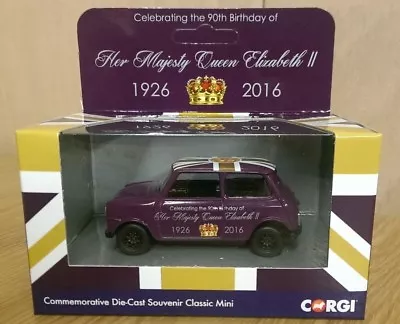 Celebrating the 90th Birthday of
Her Majesty Queen Elizabeth II
1926 2016
2016
Celebrating the 90th Birthday of
Her Majesty Queen Elizabeth II
1926 2016
Commemorative Die-Cast Souvenir Classic Mini
CORGI